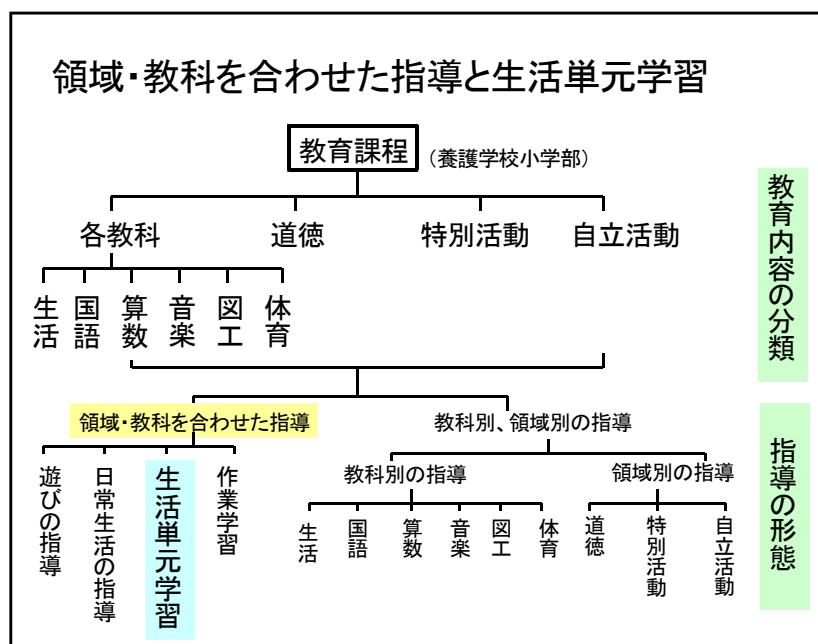 領域・教科を合わせた指導と生活単元学習
教育課程
(養護学校小学部)
各教科
道徳
特別活動
自立活動
生活
国語
算数
音楽
図工
体育
教育内容の分類
領域・教科を合わせた指導
教科別、領域別の指導
遊びの指導
日常生活の指導
生活単元学習
作業学習
教科別の指導
領域別の指導
生活
国語
算数
音楽
図工
体育
道徳
特別活動
自立活動
指導の形態